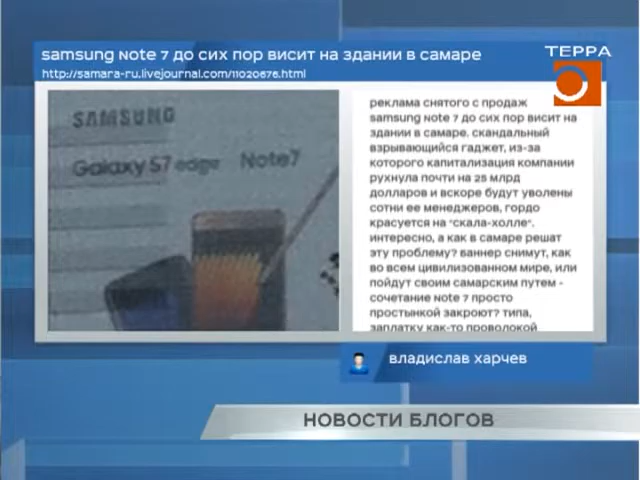 samsung note 7 до сих пор висит на здании в самаре
http://samara-ru.livejournal.com/11020676.html
ТЕРРА
SAMSUNG
Galaxy S7 edge Note7
реклама снятого с продаж
samsung note 7 до сих пор висит на
здании в самаре. скандальный
взрывающийся гаджет, из-за
которого капитализация компании
рухнула почти на 25 млрд
долларов и вскоре будут уволены
сотни ее менеджеров, гордо
красуется на "скала-холле".
интересно, а как в самаре решат
эту проблему? баннер снимут, как
во всем цивилизованном мире, или
пойдут своим самарским путем -
сочетание note 7 просто
простынкой закроют? типа,
заплатку как-то проволокой
владислав харчев
НОВОСТИ БЛОГОВ